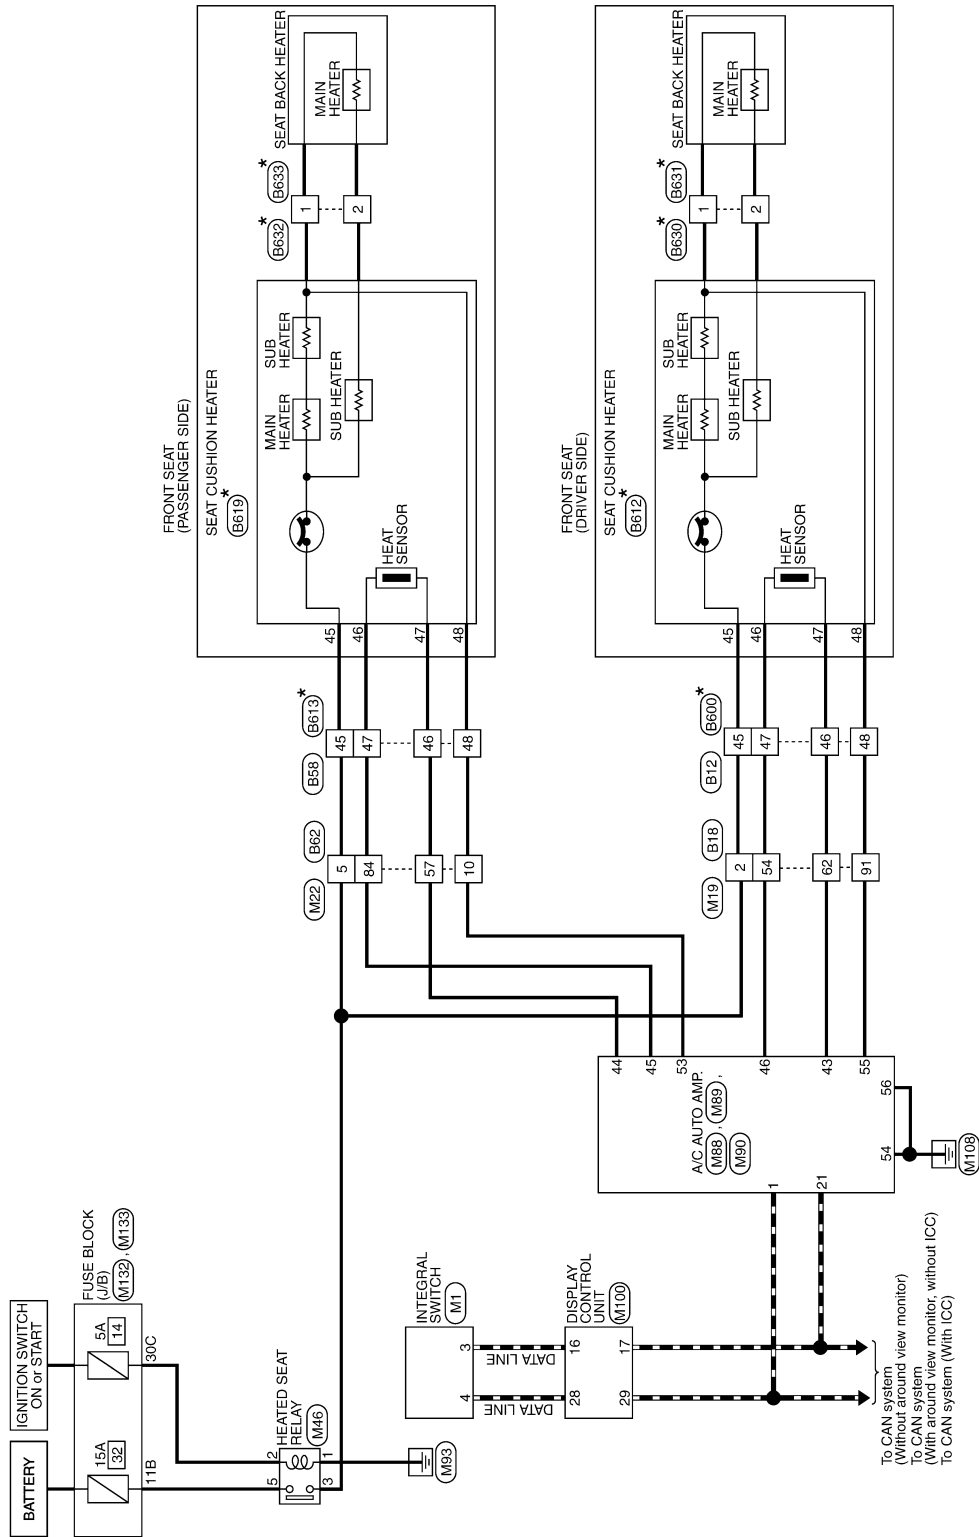 BATTERY
IGNITION SWITCH
ON or START
FUSE BLOCK
(J/B)
M132 , M133
15A
32
5A
14
11B
30C
HEATED SEAT
RELAY
M46
5
2
3
1
M93
INTEGRAL
SWITCH
M1
4
3
DATA LINE
DATA LINE
DISPLAY
CONTROL
UNIT
M100
28
16
29
17
To CAN system
(Without around view monitor)
To CAN system
(With around view monitor, without ICC)
To CAN system (With ICC)
A/C AUTO AMP.
M88 , M89 ,
M90
1
21
54
56
M108
44
45
53
46
43
55
M22
B62
5
84
57
10
B58
B613 *
45
47
46
48
FRONT SEAT
(PASSENGER SIDE)
SEAT CUSHION HEATER
B619 *
45
46
47
48
HEAT
SENSOR
MAIN
HEATER
SUB
HEATER
SUB HEATER
B632 *
B633 *
1
2
SEAT BACK HEATER
MAIN
HEATER
M19
B18
2
54
62
91
B12
B600 *
45
47
46
48
FRONT SEAT
(DRIVER SIDE)
SEAT CUSHION HEATER
B612 *
45
46
47
48
HEAT
SENSOR
MAIN
HEATER
SUB
HEATER
SUB HEATER
B630
B631 *
1
2
SEAT BACK HEATER
MAIN
HEATER